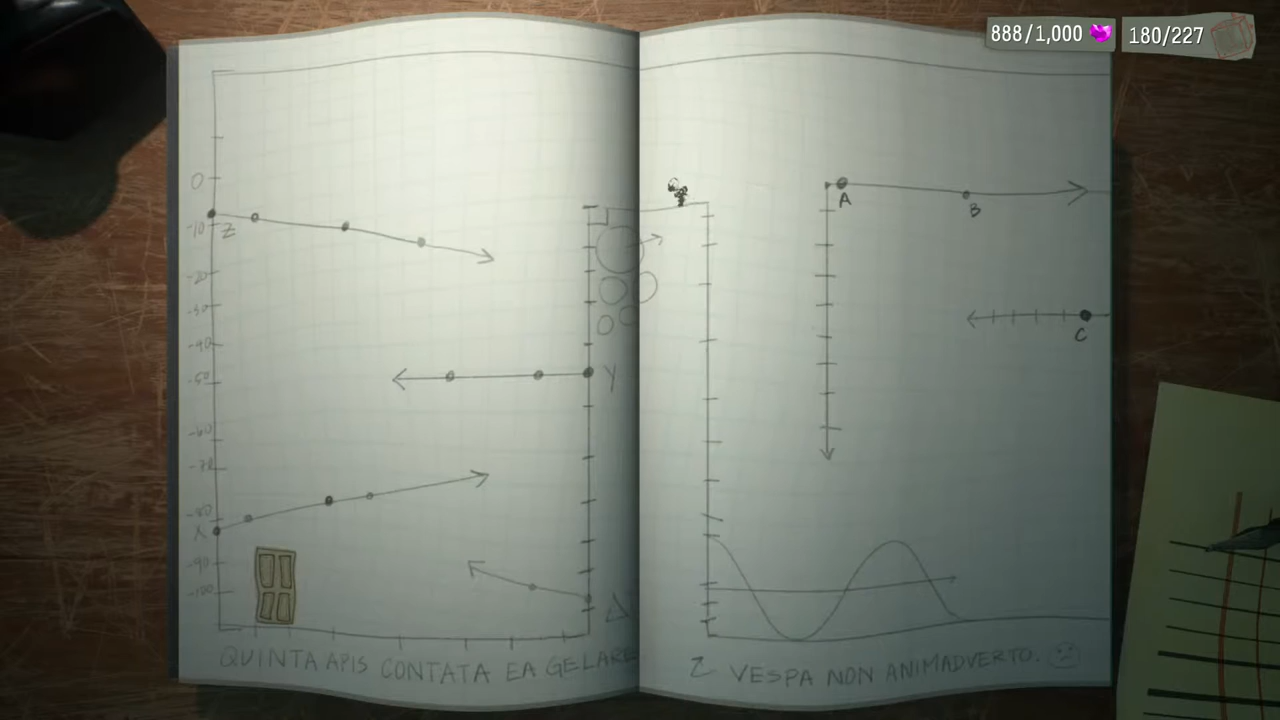 888/1,000
180/227
0
-10
Z
-20
-30
-40
-50
-60
-70
-80
X
-90
-100
Y
Δ
A
B
C
QUINTA APIS CONTATA EA GELARE
Z VESPA NON ANIMADVERTO.